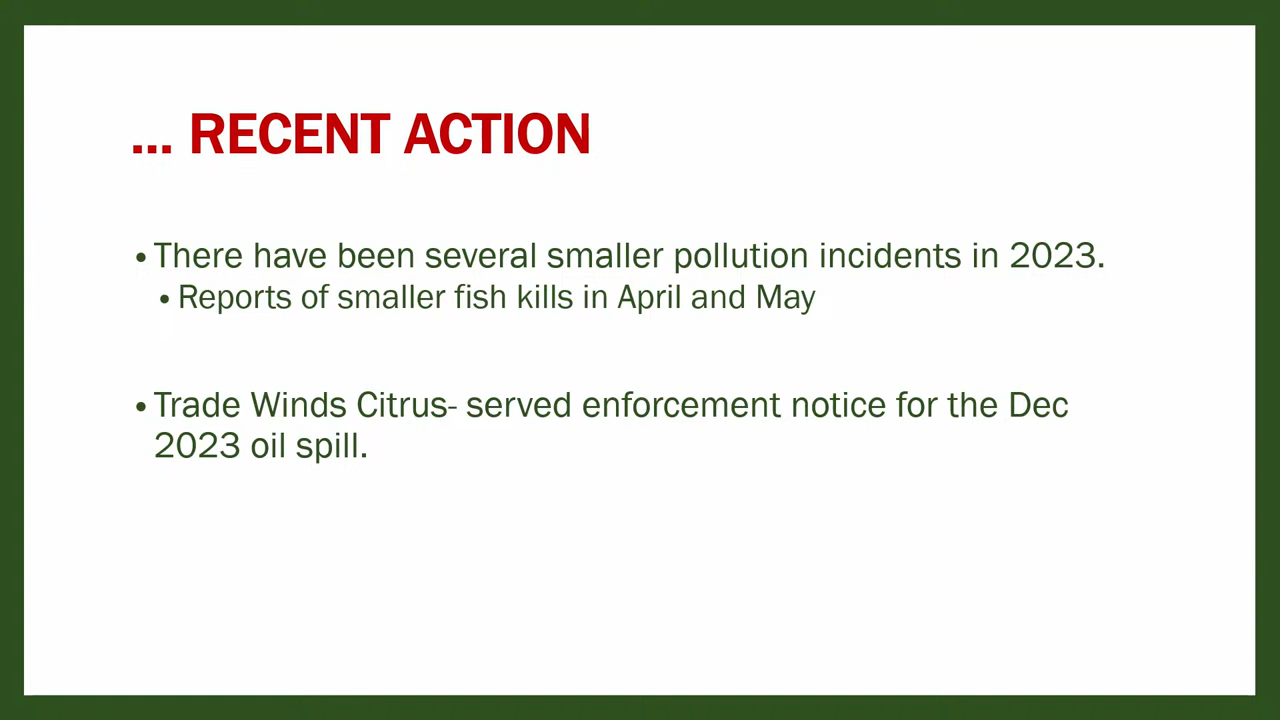 ... RECENT ACTION
• There have been several smaller pollution incidents in 2023.
• Reports of smaller fish kills in April and May
• Trade Winds Citrus- served enforcement notice for the Dec
2023 oil spill.